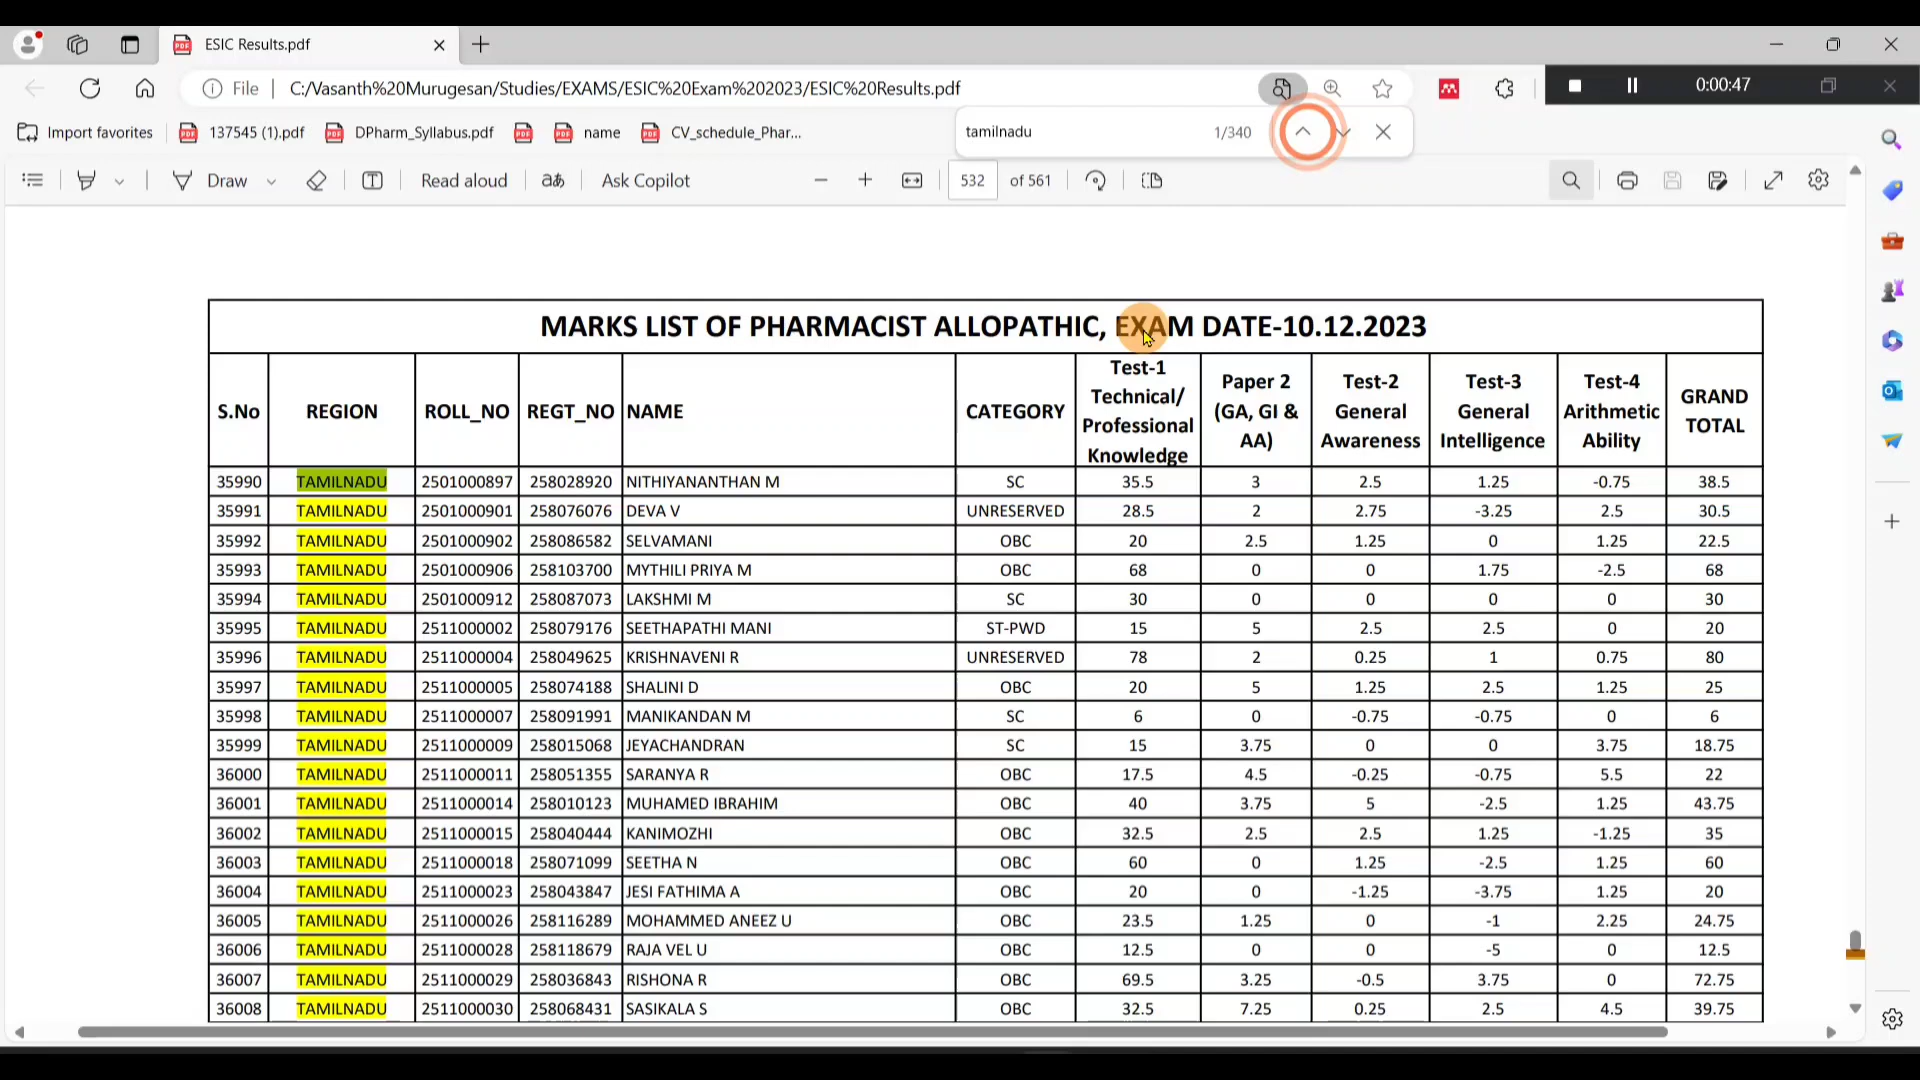 ESIC Results.pdf
File C:/Vasanth%20Murugesan/Studies/EXAMS/ESIC%20Exam%202023/ESIC%20Results.pdf 0:00:47
Import favorites 137545 (1).pdf DPharm_Syllabus.pdf name CV_schedule_Phar... tamilnadu 1/340
Draw Read aloud aあ Ask Copilot 532 of 561
MARKS LIST OF PHARMACIST ALLOPATHIC, EXAM DATE-10.12.2023
S.No REGION ROLL_NO REGT_NO NAME CATEGORY Test-1 Technical/ Professional Knowledge Paper 2 (GA, GI & AA) Test-2 General Awareness Test-3 General Intelligence Test-4 Arithmetic Ability GRAND TOTAL
35990 TAMILNADU 2501000897 258028920 NITHIYANANTHAN M SC 35.5 3 2.5 1.25 -0.75 38.5
35991 TAMILNADU 2501000901 258076076 DEVA V UNRESERVED 28.5 2 2.75 -3.25 2.5 30.5
35992 TAMILNADU 2501000902 258086582 SELVAMANI OBC 20 2.5 1.25 0 1.25 22.5
35993 TAMILNADU 2501000906 258103700 MYTHILI PRIYA M OBC 68 0 0 1.75 -2.5 68
35994 TAMILNADU 2501000912 258087073 LAKSHMI M SC 30 0 0 0 0 30
35995 TAMILNADU 2511000002 258079176 SEETHAPATHI MANI ST-PWD 15 5 2.5 2.5 0 20
35996 TAMILNADU 2511000004 258049625 KRISHNAVENI R UNRESERVED 78 2 0.25 1 0.75 80
35997 TAMILNADU 2511000005 258074188 SHALINI D OBC 20 5 1.25 2.5 1.25 25
35998 TAMILNADU 2511000007 258091991 MANIKANDAN M SC 6 0 -0.75 -0.75 0 6
35999 TAMILNADU 2511000009 258015068 JEYACHANDRAN SC 15 3.75 0 0 3.75 18.75
36000 TAMILNADU 2511000011 258051355 SARANYA R OBC 17.5 4.5 -0.25 -0.75 5.5 22
36001 TAMILNADU 2511000014 258010123 MUHAMED IBRAHIM OBC 40 3.75 5 -2.5 1.25 43.75
36002 TAMILNADU 2511000015 258040444 KANIMOZHI OBC 32.5 2.5 2.5 1.25 -1.25 35
36003 TAMILNADU 2511000018 258071099 SEETHA N OBC 60 0 1.25 -2.5 1.25 60
36004 TAMILNADU 2511000023 258043847 JESI FATHIMA A OBC 20 0 -1.25 -3.75 1.25 20
36005 TAMILNADU 2511000026 258116289 MOHAMMED ANEEZ U OBC 23.5 1.25 0 -1 2.25 24.75
36006 TAMILNADU 2511000028 258118679 RAJA VEL U OBC 12.5 0 0 -5 0 12.5
36007 TAMILNADU 2511000029 258036843 RISHONA R OBC 69.5 3.25 -0.5 3.75 0 72.75
36008 TAMILNADU 2511000030 258068431 SASIKALA S OBC 32.5 7.25 0.25 2.5 4.5 39.75